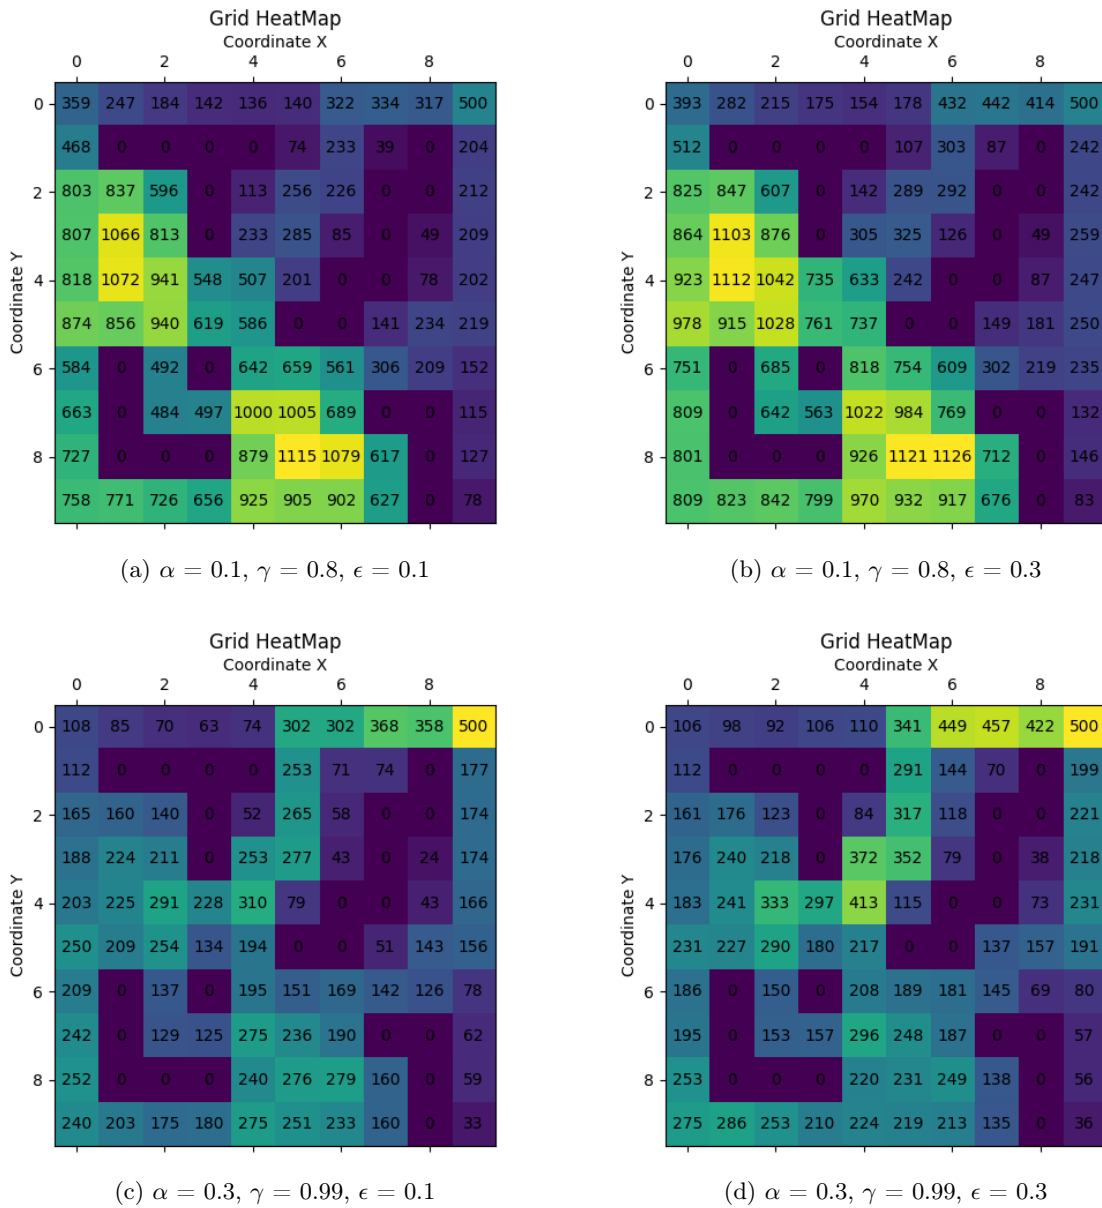 Grid HeatMap
Coordinate X
0 2 4 6 8
0 359 247 184 142 136 140 322 334 317 500
468 0 0 0 0 74 233 39 0 204
2 803 837 596 0 113 256 226 0 0 212
807 1066 813 0 233 285 85 0 49 209
4 818 1072 941 548 507 201 0 0 78 202
874 856 940 619 586 0 0 141 234 219
6 584 0 492 0 642 659 561 306 209 152
663 0 484 497 1000 1005 689 0 0 115
8 727 0 0 0 879 1115 1079 617 0 127
758 771 726 656 925 905 902 627 0 78
Coordinate Y
(a) α = 0.1, γ = 0.8, ϵ = 0.1
Grid HeatMap
Coordinate X
0 2 4 6 8
0 393 282 215 175 154 178 432 442 414 500
512 0 0 0 0 107 303 87 0 242
2 825 847 607 0 142 289 292 0 0 242
864 1103 876 0 305 325 126 0 49 259
4 923 1112 1042 735 633 242 0 0 87 247
978 915 1028 761 737 0 0 149 181 250
6 751 0 685 0 818 754 609 302 219 235
809 0 642 563 1022 984 769 0 0 132
8 801 0 0 0 926 1121 1126 712 0 146
809 823 842 799 970 932 917 676 0 83
Coordinate Y
(b) α = 0.1, γ = 0.8, ϵ = 0.3
Grid HeatMap
Coordinate X
0 2 4 6 8
0 108 85 70 63 74 302 302 368 358 500
112 0 0 0 0 253 71 74 0 177
2 165 160 140 0 52 265 58 0 0 174
188 224 211 0 253 277 43 0 24 174
4 203 225 291 228 310 79 0 0 43 166
250 209 254 134 194 0 0 51 143 156
6 209 0 137 0 195 151 169 142 126 78
242 0 129 125 275 236 190 0 0 62
8 252 0 0 0 240 276 279 160 0 59
240 203 175 180 275 251 233 160 0 33
Coordinate Y
(c) α = 0.3, γ = 0.99, ϵ = 0.1
Grid HeatMap
Coordinate X
0 2 4 6 8
0 106 98 92 106 110 341 449 457 422 500
112 0 0 0 0 291 144 70 0 199
2 161 176 123 0 84 317 118 0 0 221
176 240 218 0 372 352 79 0 38 218
4 183 241 333 297 413 115 0 0 73 231
231 227 290 180 217 0 0 137 157 191
6 186 0 150 0 208 189 181 145 69 80
195 0 153 157 296 248 187 0 0 57
8 253 0 0 0 220 231 249 138 0 56
275 286 253 210 224 219 213 135 0 36
Coordinate Y
(d) α = 0.3, γ = 0.99, ϵ = 0.3